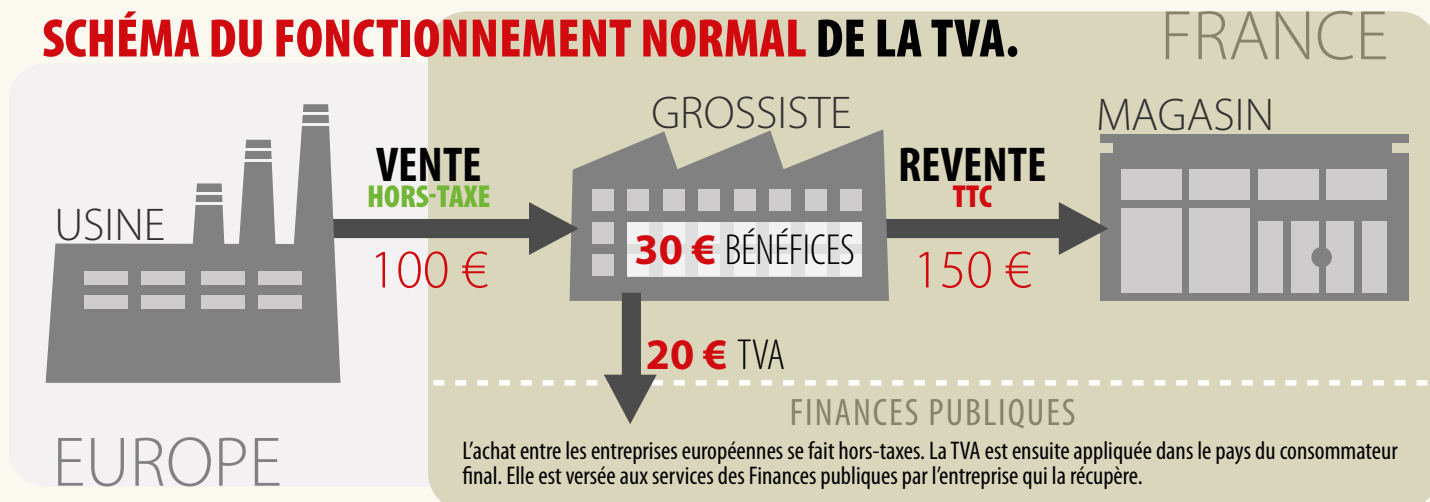 SCHÉMA DU FONCTIONNEMENT NORMAL DE LA TVA.
FRANCE
GROSSISTE
MAGASIN
VENTE
HORS-TAXE
REVENTE
TTC
USINE
30 € BÉNÉFICES
100 €
150 €
20 € TVA
FINANCES PUBLIQUES
EUROPE
L'achat entre les entreprises européennes se fait hors-taxes. La TVA est ensuite appliquée dans le pays du consommateur
final. Elle est versée aux services des Finances publiques par l'entreprise qui la récupère.